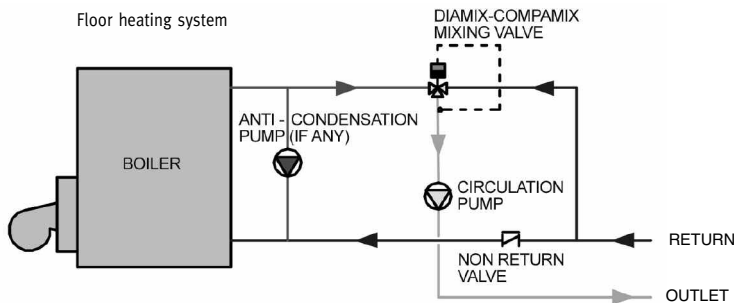 Floor heating system
DIAMIX-COMPAMIX
MIXING VALVE
ANTI - CONDENSATION
PUMP (IF ANY)
BOILER
CIRCULATION
PUMP
RETURN
NON RETURN
VALVE
OUTLET